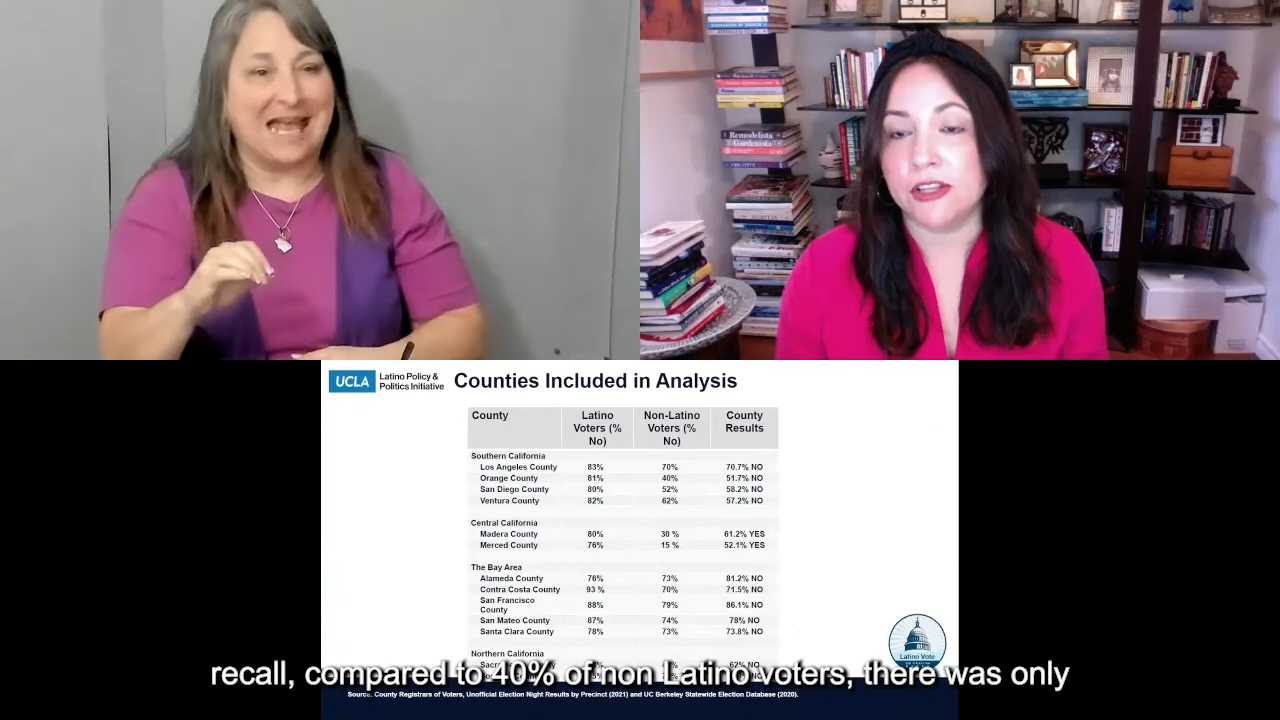 Remodelista
Gardenista
UCLA Latino Policy &
Politics Initiative
Counties Included in Analysis
County Latino Voters (% No) Non-Latino Voters (% No) County Results
Southern California
Los Angeles County 83% 70% 70.7% NO
Orange County 81% 40% 51.7% NO
San Diego County 80% 52% 58.2% NO
Ventura County 82% 62% 57.2% NO
Central California
Madera County 80% 30 % 61.2% YES
Merced County 76% 15 % 52.1% YES
The Bay Area
Alameda County 76% 73% 81.2% NO
Contra Costa County 93 % 70% 71.5% NO
San Francisco County 88% 79% 86.1% NO
San Mateo County 87% 74% 78% NO
Santa Clara County 78% 73% 73.8% NO
Northern California
62% NO
Latino Vote
recall, compared to 40% of non Latino voters, there was only
Source: County Registrars of Voters, Unofficial Election Night Results by Precinct (2021) and UC Berkeley Statewide Election Database (2020).